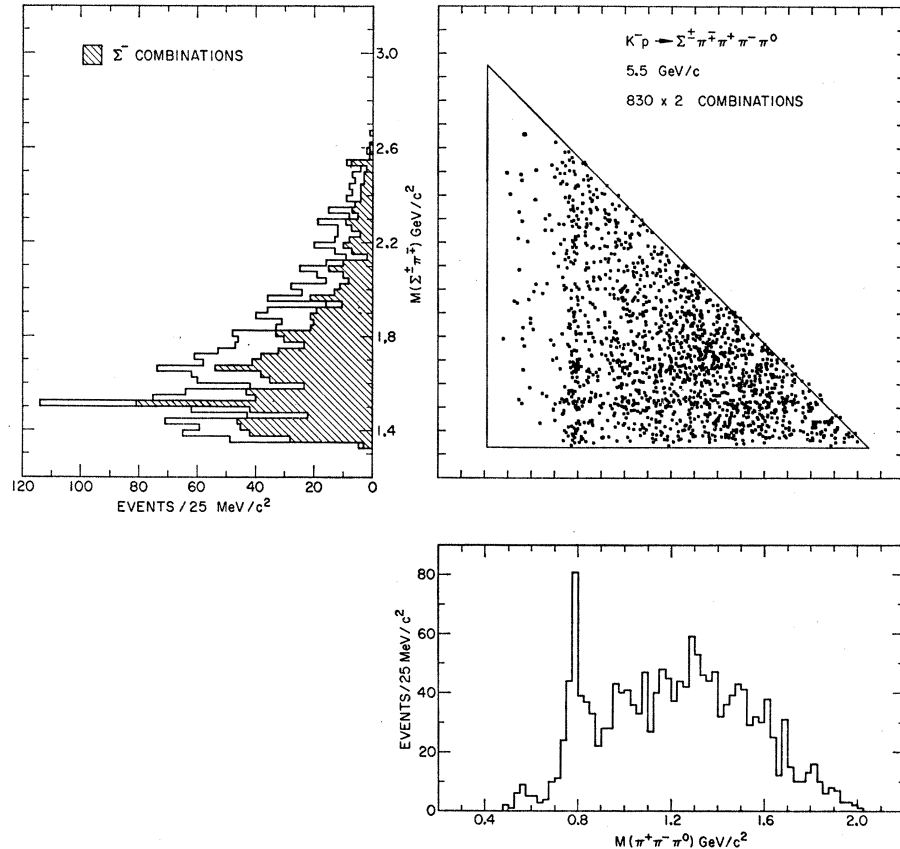 Σ⁻ COMBINATIONS
3.0
2.6
2.2
1.8
1.4
M(Σ±π∓) GeV/c²
120 100 80 60 40 20 0
EVENTS/25 MeV/c²
K⁻p → Σ±π∓π⁺π⁻π⁰
5.5 GeV/c
830 x 2 COMBINATIONS
80
60
40
20
0
EVENTS/25 MeV/c²
0.4 0.8 1.2 1.6 2.0
M(π⁺π⁻π⁰) GeV/c²